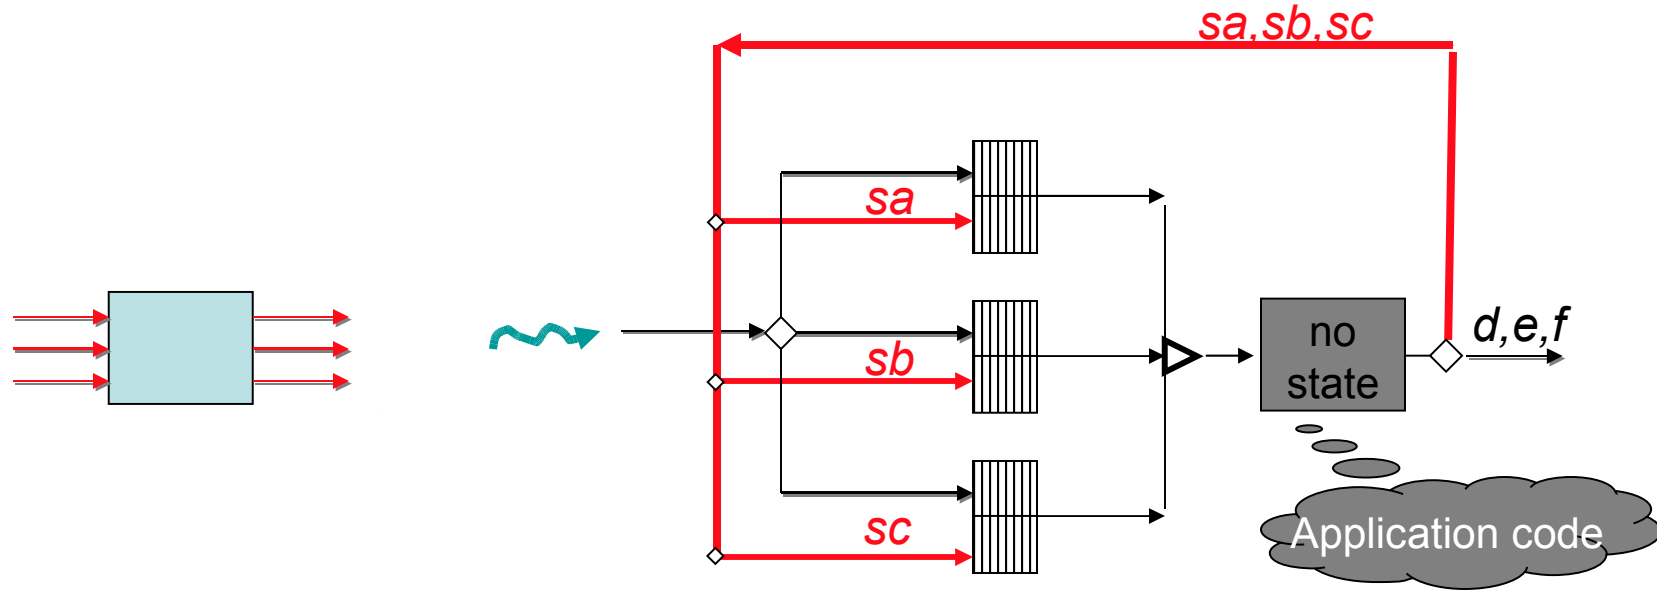 sa,sb,sc
sa
sb
sc
no
state
d,e,f
Application code